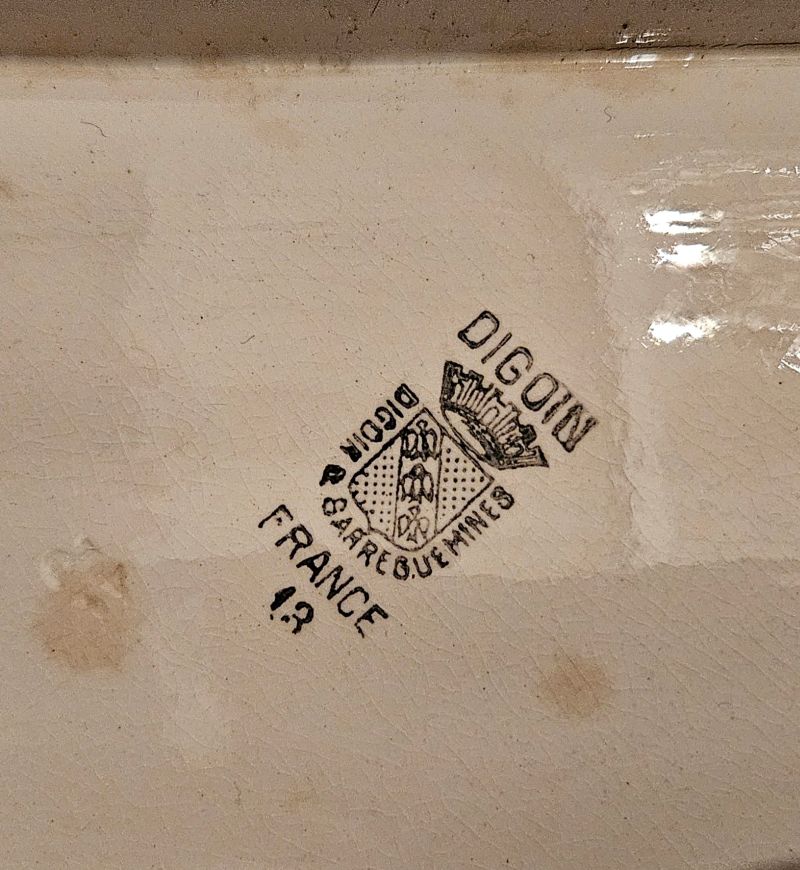 DIGOIN
DIGOIN & SARREGUEMINES
FRANCE
13